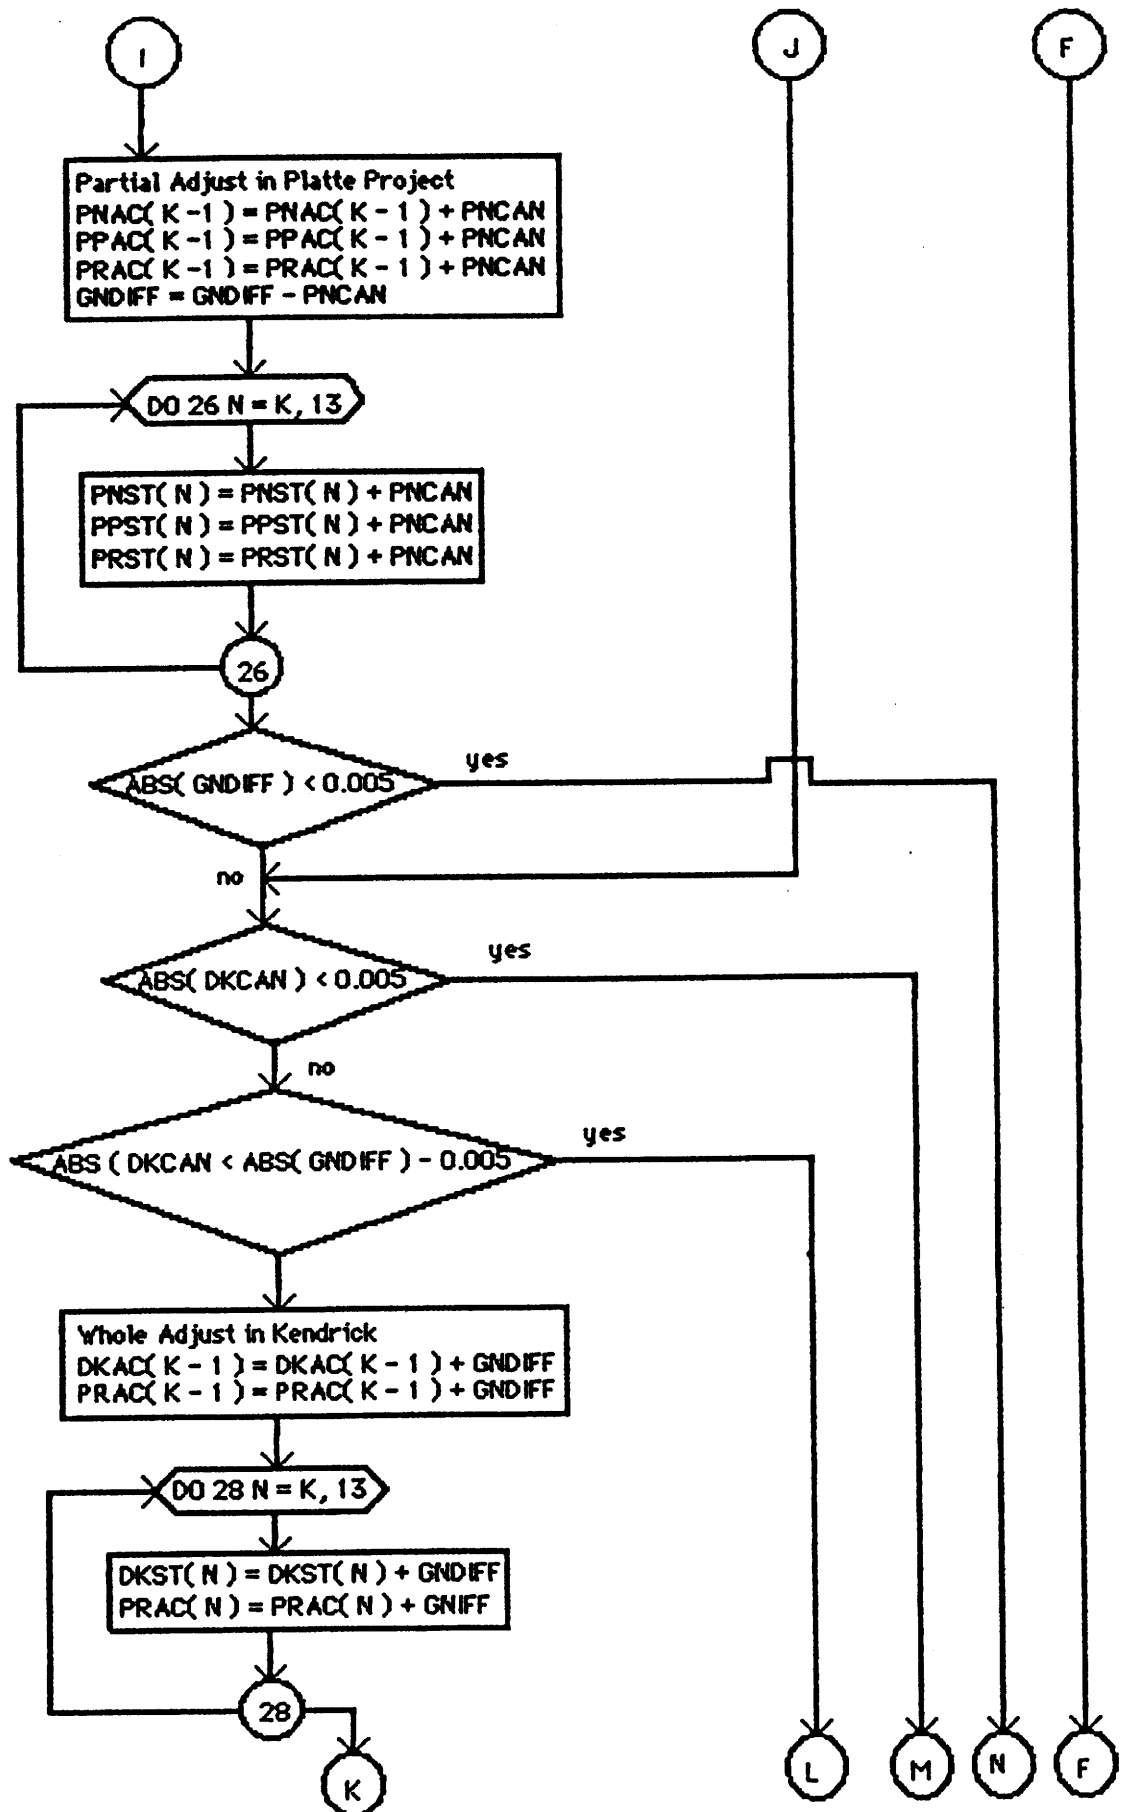 I
J
F
Partial Adjust in Platte Project
PNAC( K - 1 ) = PNAC( K - 1 ) + PNCAN
PPAC( K - 1 ) = PPAC( K - 1 ) + PNCAN
PRAC( K - 1 ) = PRAC( K - 1 ) + PNCAN
GNDIFF = GNDIFF - PNCAN
DO 26 N = K, 13
PNST( N ) = PNST( N ) + PNCAN
PPST( N ) = PPST( N ) + PNCAN
PRST( N ) = PRST( N ) + PNCAN
26
yes
ABS( GNDIFF ) < 0.005
no
yes
ABS( DKCAN ) < 0.005
no
yes
ABS ( DKCAN < ABS( GNDIFF ) - 0.005
Whole Adjust in Kendrick
DKAC( K - 1 ) = DKAC( K - 1 ) + GNDIFF
PRAC( K - 1 ) = PRAC( K - 1 ) + GNDIFF
DO 28 N = K, 13
DKST( N ) = DKST( N ) + GNDIFF
PRAC( N ) = PRAC( N ) + GNIFF
28
K
L
M
N
F